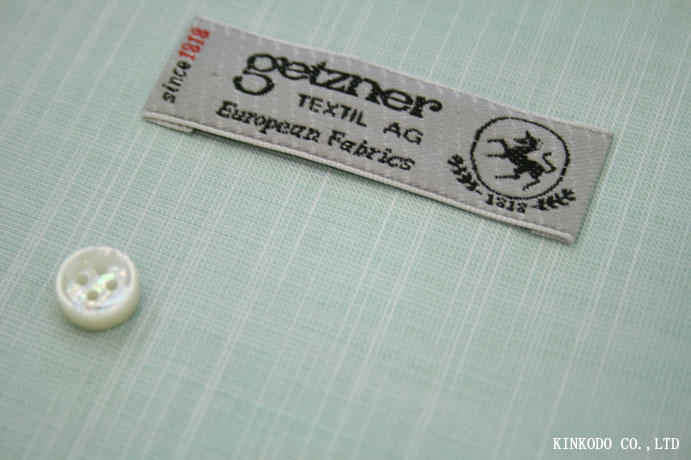 since 1818
getzner
TEXTIL AG
European Fabrics
-1818-
KINKODO CO.,LTD